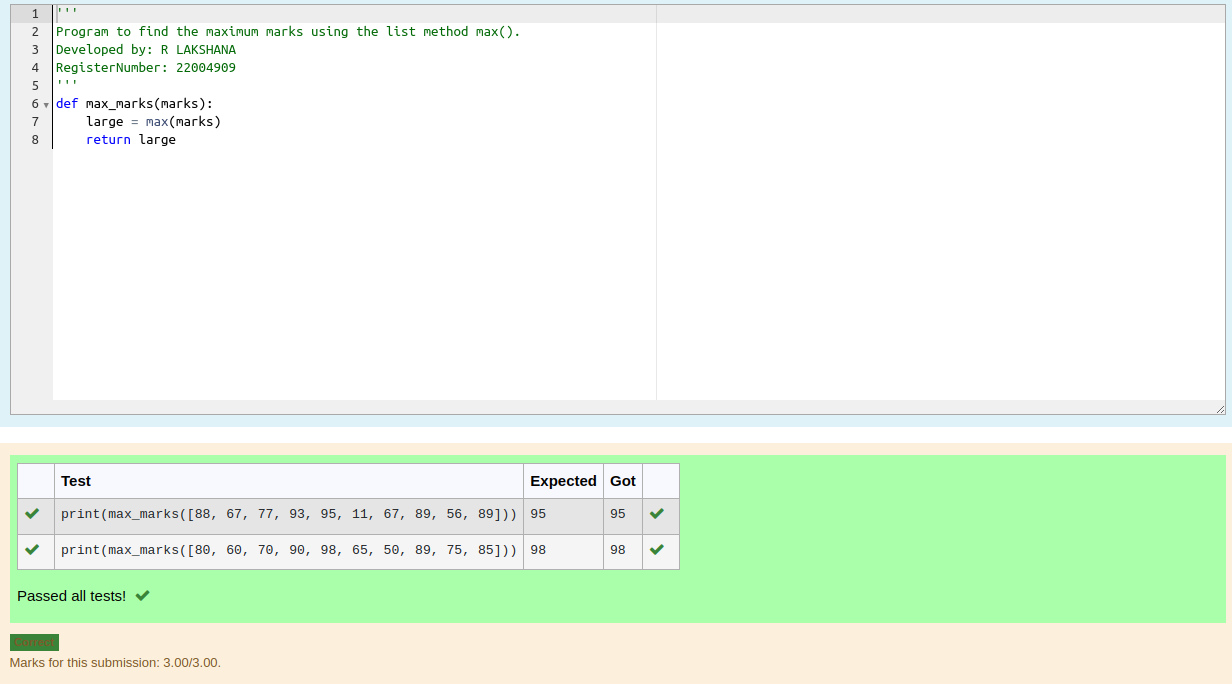 1 '''
2 Program to find the maximum marks using the list method max().
3 Developed by: R LAKSHANA
4 RegisterNumber: 22004909
5 '''
6 def max_marks(marks):
7 large = max(marks)
8 return large
Test Expected Got
print(max_marks([88, 67, 77, 93, 95, 11, 67, 89, 56, 89])) 95 95
print(max_marks([80, 60, 70, 90, 98, 65, 50, 89, 75, 85])) 98 98
Passed all tests!
Correct
Marks for this submission: 3.00/3.00.